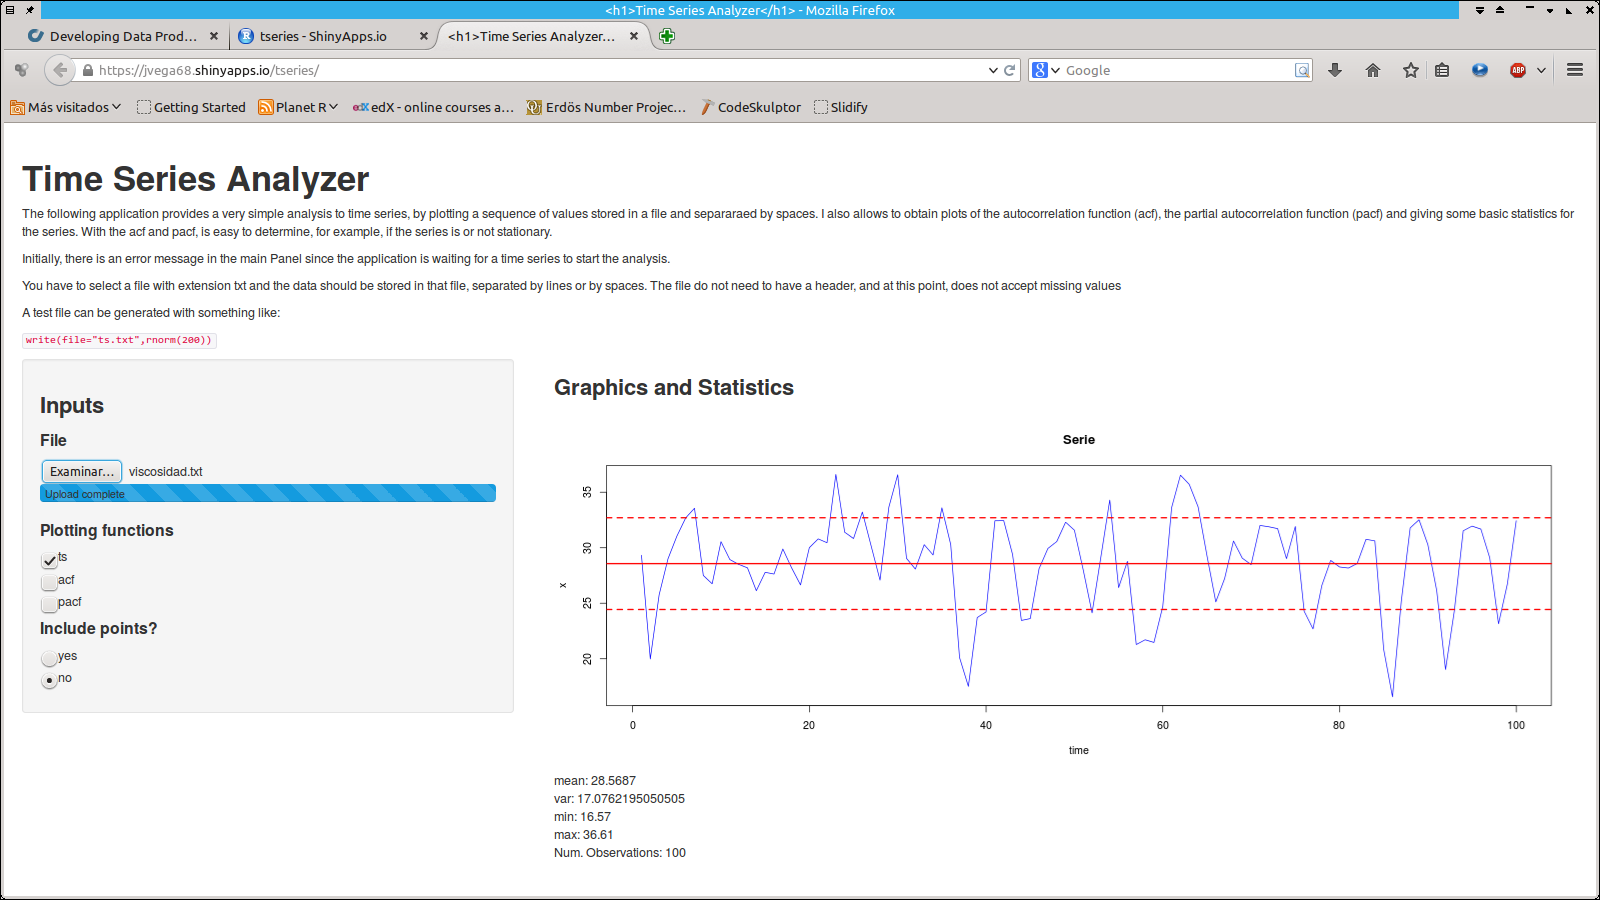 <h1>Time Series Analyzer</h1> - Mozilla Firefox
Developing Data Prod... tseries - ShinyApps.io <h1>Time Series Analyzer...
https://jvega68.shinyapps.io/tseries/ Google
Más visitados Getting Started Planet R edX - online courses a... Erdös Number Projec... CodeSkulptor Slidify
Time Series Analyzer
The following application provides a very simple analysis to time series, by plotting a sequence of values stored in a file and separaraed by spaces. I also allows to obtain plots of the autocorrelation function (acf), the partial autocorrelation function (pacf) and giving some basic statistics for
the series. With the acf and pacf, is easy to determine, for example, if the series is or not stationary.
Initially, there is an error message in the main Panel since the application is waiting for a time series to start the analysis.
You have to select a file with extension txt and the data should be stored in that file, separated by lines or by spaces. The file do not need to have a header, and at this point, does not accept missing values
A test file can be generated with something like:
write(file="ts.txt",rnorm(200))
Inputs
File
Examinar... viscosidad.txt
Upload complete
Plotting functions
ts
acf
pacf
Include points?
yes
no
Graphics and Statistics
Serie
35
30
25
20
x
0 20 40 60 80 100
time
mean: 28.5687
var: 17.0762195050505
min: 16.57
max: 36.61
Num. Observations: 100